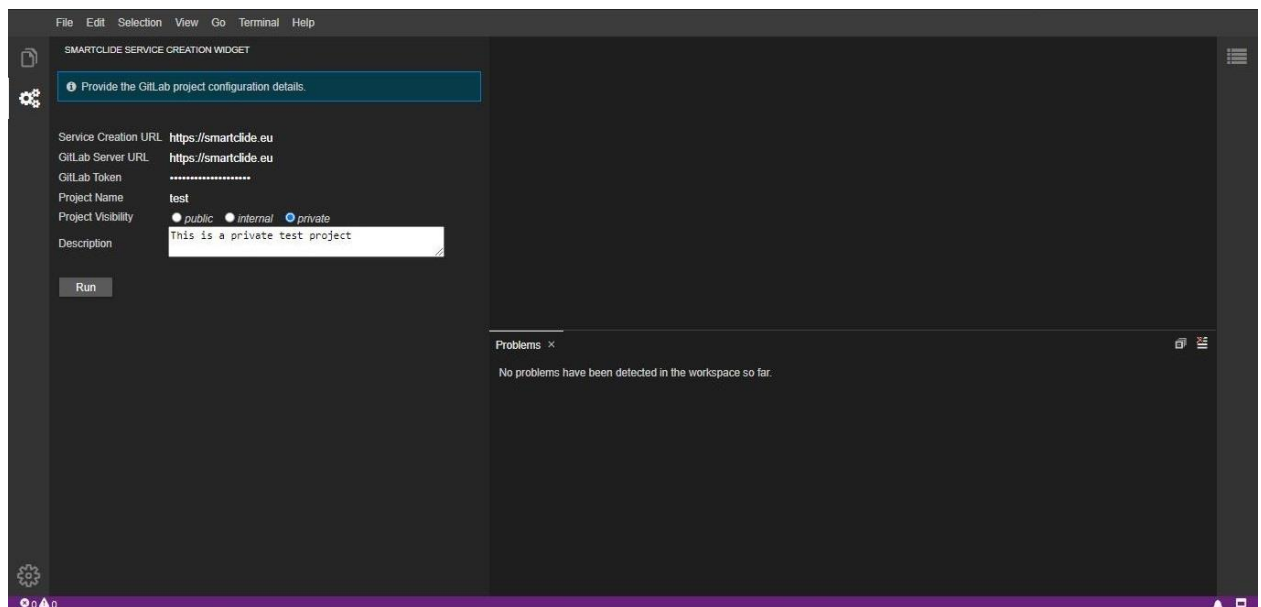 File Edit Selection View Go Terminal Help
SMARTCLIDE SERVICE CREATION WIDGET
Provide the GitLab project configuration details.
Service Creation URL https://smartclide.eu
GitLab Server URL https://smartclide.eu
GitLab Token ••••••••••••••••••••
Project Name test
Project Visibility public internal private
Description This is a private test project
Run
Problems ×
No problems have been detected in the workspace so far.
0 0